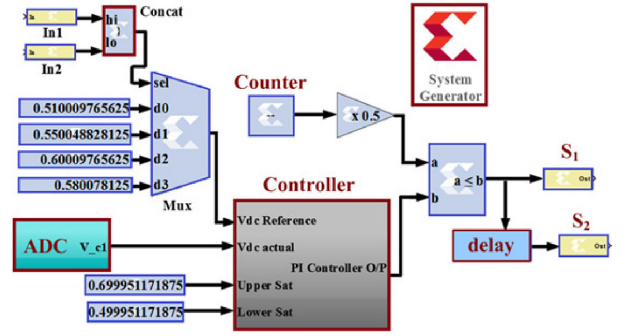 In
In1
hi
lo
Concat
In
In2
System
Generator
sel
0.510009765625
d0
0.550048828125
d1
0.60009765625
d2
0.580078125
d3
Mux
Counter
x 0.5
a
b
a ≤ b
S1
Out
S2
Out
delay
Controller
Vdc Reference
Vdc actual
PI Controller O/P
Upper Sat
Lower Sat
ADC
V_c1
0.699951171875
0.499951171875